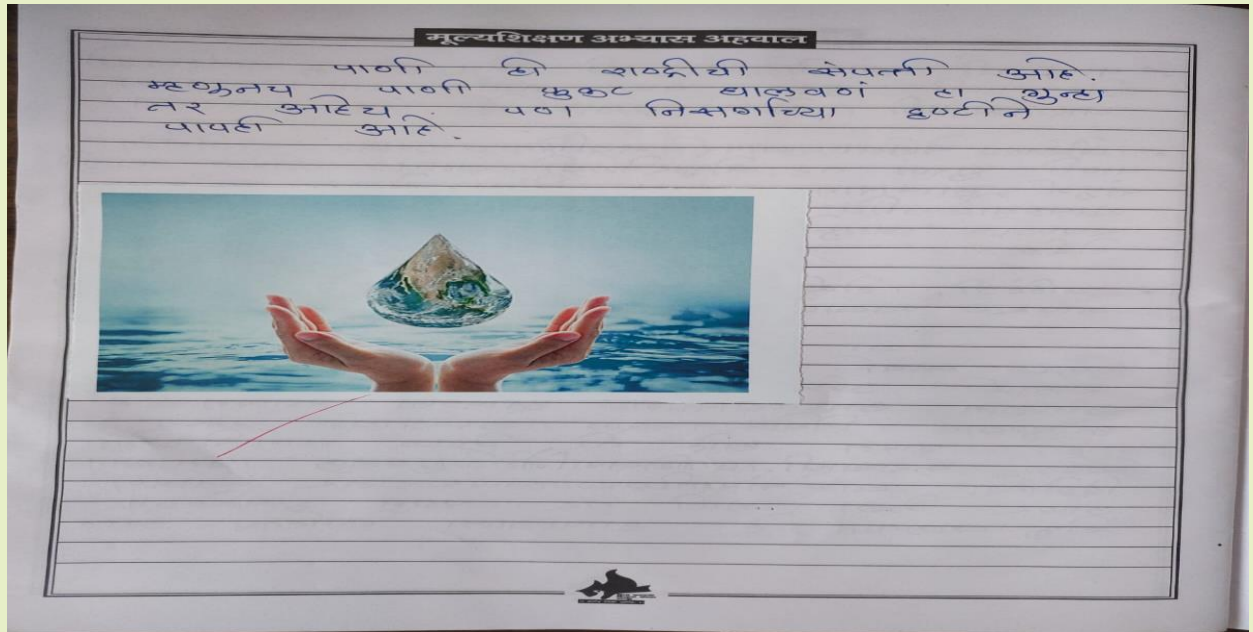 मूल्यशिक्षण अभ्यास अहवाल
पाणी ही राष्ट्रीची संपत्ती आहे.
म्हणूनच पाणी फुकट घालवणं हा गुन्हा
तर आहेच. पण निसर्गाच्या दृष्टीने
पापही आहे.